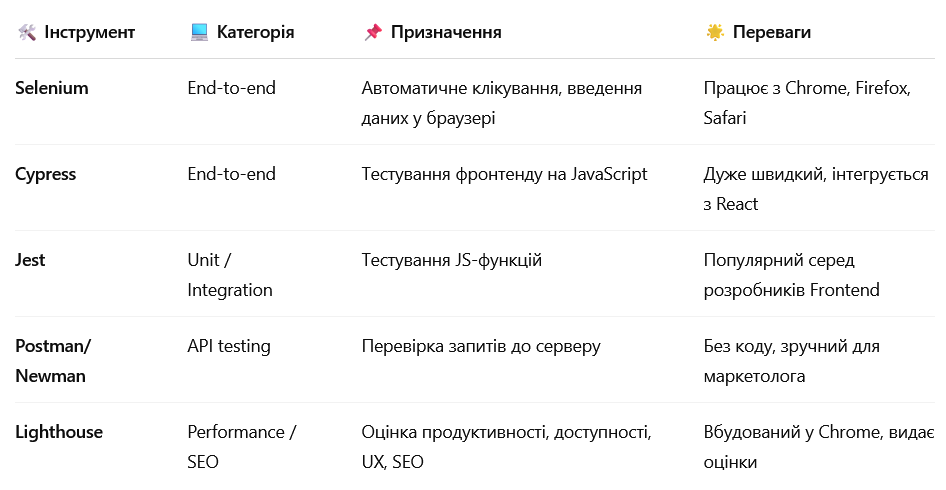 🛠 Інструмент 💻 Категорія 📌 Призначення 🌟 Переваги
Selenium End-to-end Автоматичне клікування, введення Працює з Chrome, Firefox,
даних у браузері Safari
Cypress End-to-end Тестування фронтенду на JavaScript Дуже швидкий, інтегрується
з React
Jest Unit / Тестування JS-функцій Популярний серед
Integration розробників Frontend
Postman/ API testing Перевірка запитів до серверу Без коду, зручний для
Newman маркетолога
Lighthouse Performance / Оцінка продуктивності, доступності, Вбудований у Chrome, видає
SEO UX, SEO оцінки